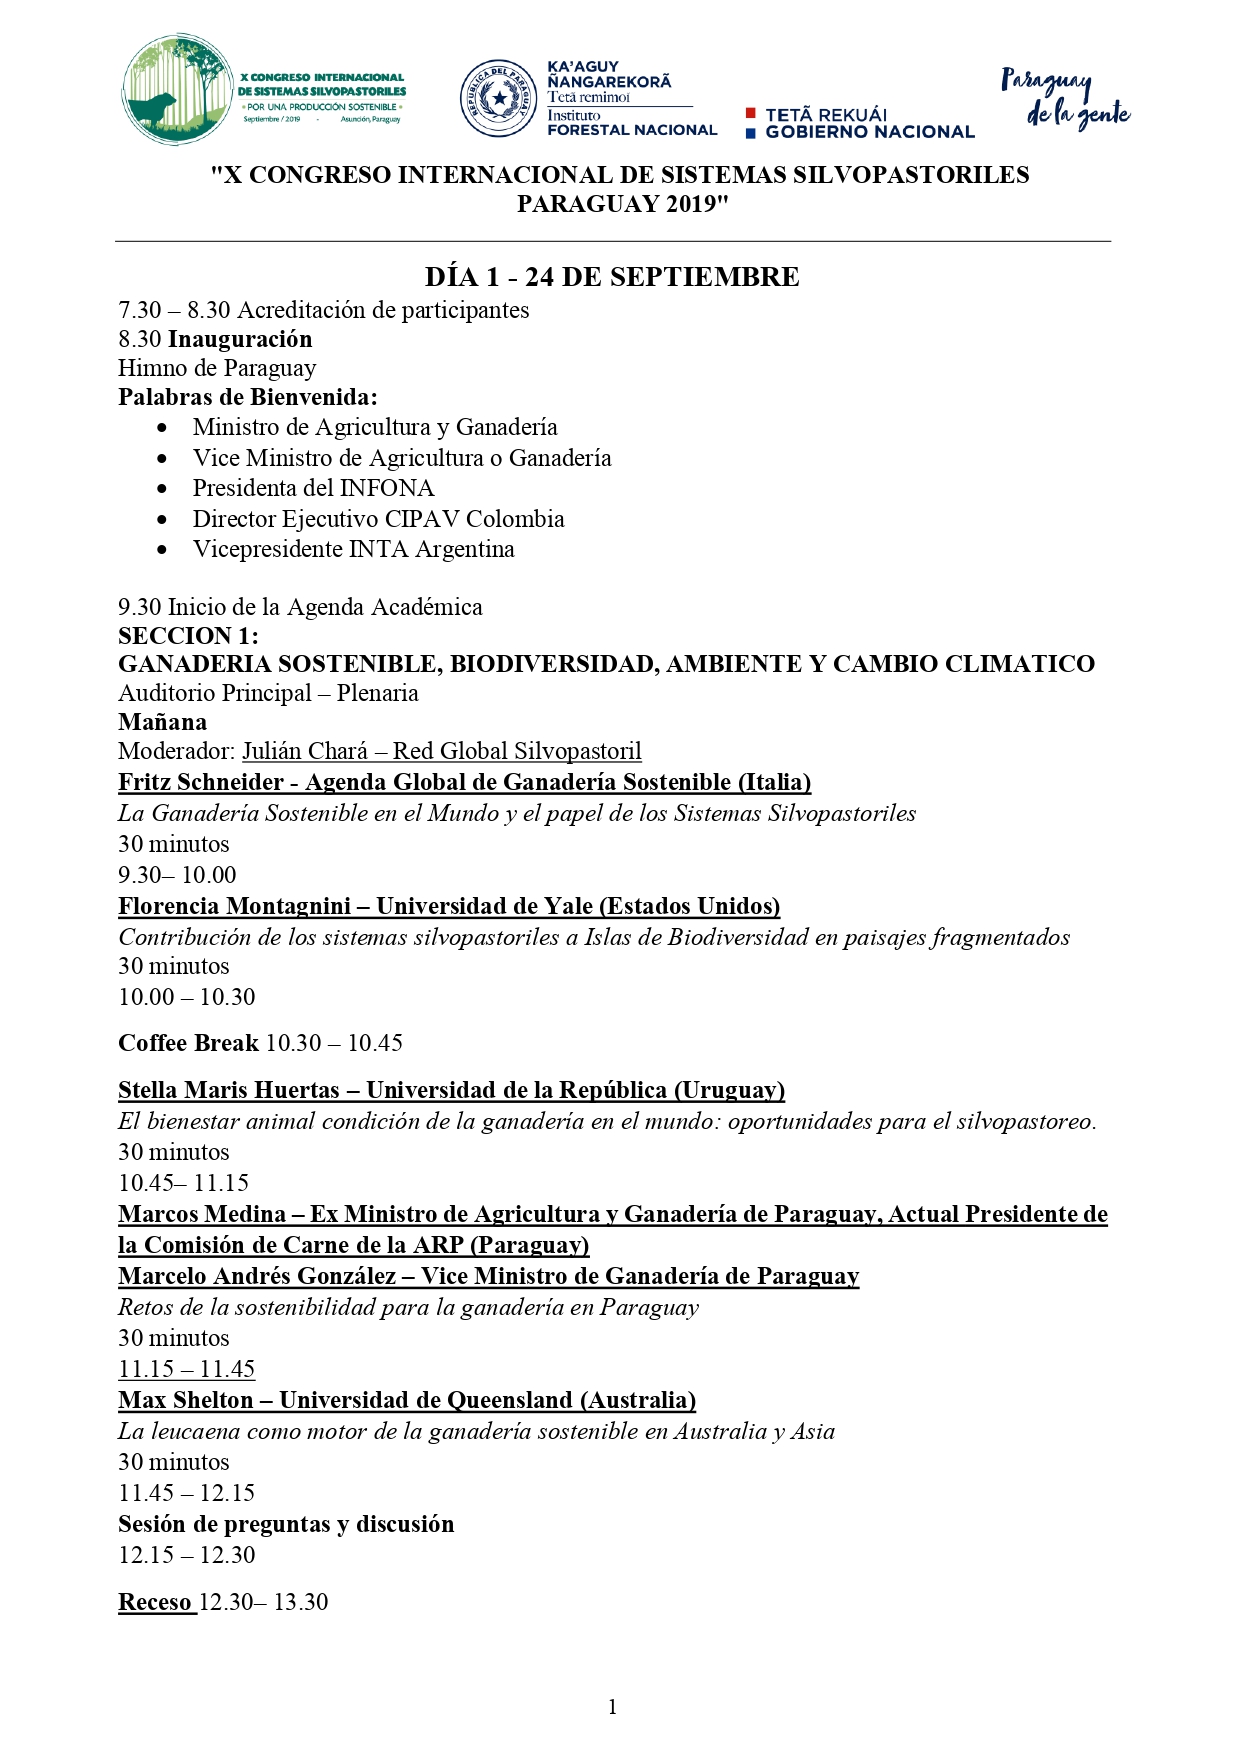 X CONGRESO INTERNACIONAL
DE SISTEMAS SILVOPASTORILES
• POR UNA PRODUCCIÓN SOSTENIBLE •
Septiembre / 2019 - Asunción, Paraguay
REPÚBLICA DEL PARAGUAY
KA'AGUY
ÑANGAREKORÃ
Tetã remimoĩ
Instituto
FORESTAL NACIONAL
TETÃ REKUÁI
GOBIERNO NACIONAL
Paraguay
de la gente
"X CONGRESO INTERNACIONAL DE SISTEMAS SILVOPASTORILES
PARAGUAY 2019"
DÍA 1 - 24 DE SEPTIEMBRE
7.30 – 8.30 Acreditación de participantes
8.30 Inauguración
Himno de Paraguay
Palabras de Bienvenida:
• Ministro de Agricultura y Ganadería
• Vice Ministro de Agricultura o Ganadería
• Presidenta del INFONA
• Director Ejecutivo CIPAV Colombia
• Vicepresidente INTA Argentina
9.30 Inicio de la Agenda Académica
SECCION 1:
GANADERIA SOSTENIBLE, BIODIVERSIDAD, AMBIENTE Y CAMBIO CLIMATICO
Auditorio Principal – Plenaria
Mañana
Moderador: Julián Chará – Red Global Silvopastoril
Fritz Schneider - Agenda Global de Ganadería Sostenible (Italia)
La Ganadería Sostenible en el Mundo y el papel de los Sistemas Silvopastoriles
30 minutos
9.30– 10.00
Florencia Montagnini – Universidad de Yale (Estados Unidos)
Contribución de los sistemas silvopastoriles a Islas de Biodiversidad en paisajes fragmentados
30 minutos
10.00 – 10.30
Coffee Break 10.30 – 10.45
Stella Maris Huertas – Universidad de la República (Uruguay)
El bienestar animal condición de la ganadería en el mundo: oportunidades para el silvopastoreo.
30 minutos
10.45– 11.15
Marcos Medina – Ex Ministro de Agricultura y Ganadería de Paraguay, Actual Presidente de
la Comisión de Carne de la ARP (Paraguay)
Marcelo Andrés González – Vice Ministro de Ganadería de Paraguay
Retos de la sostenibilidad para la ganadería en Paraguay
30 minutos
11.15 – 11.45
Max Shelton – Universidad de Queensland (Australia)
La leucaena como motor de la ganadería sostenible en Australia y Asia
30 minutos
11.45 – 12.15
Sesión de preguntas y discusión
12.15 – 12.30
Receso 12.30– 13.30
1